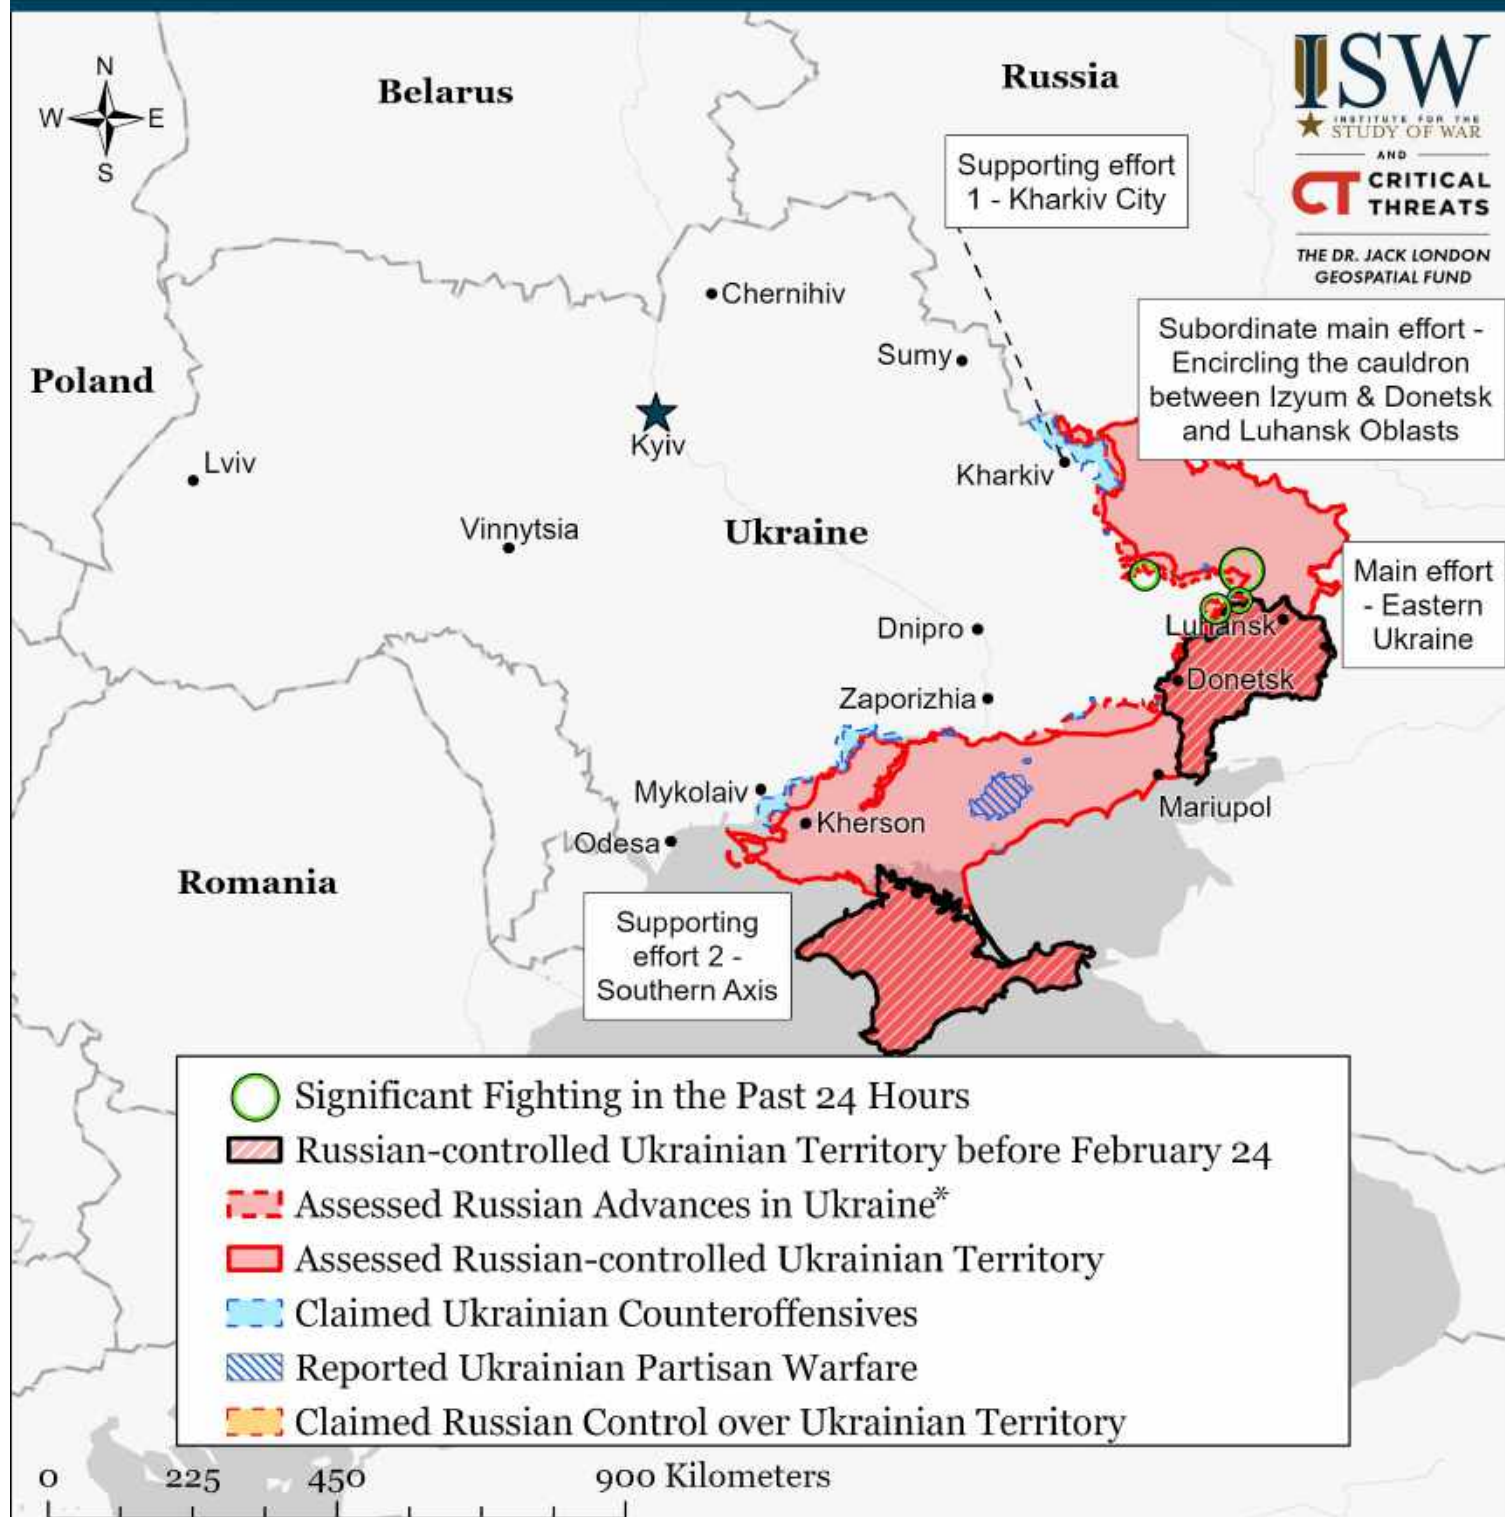 N
W E
S
Belarus
Russia
ISW
INSTITUTE FOR THE
STUDY OF WAR
AND
CT CRITICAL
THREATS
THE DR. JACK LONDON
GEOSPATIAL FUND
Supporting effort
1 - Kharkiv City
Chernihiv
Subordinate main effort -
Encircling the cauldron
between Izyum & Donetsk
and Luhansk Oblasts
Sumy
Poland
Kyiv
Lviv
Kharkiv
Vinnytsia
Ukraine
Main effort
- Eastern
Ukraine
Dnipro
Luhansk
Donetsk
Zaporizhia
Mykolaiv
Mariupol
Kherson
Odesa
Romania
Supporting
effort 2 -
Southern Axis
Significant Fighting in the Past 24 Hours
Russian-controlled Ukrainian Territory before February 24
Assessed Russian Advances in Ukraine*
Assessed Russian-controlled Ukrainian Territory
Claimed Ukrainian Counteroffensives
Reported Ukrainian Partisan Warfare
Claimed Russian Control over Ukrainian Territory
0 225 450 900 Kilometers